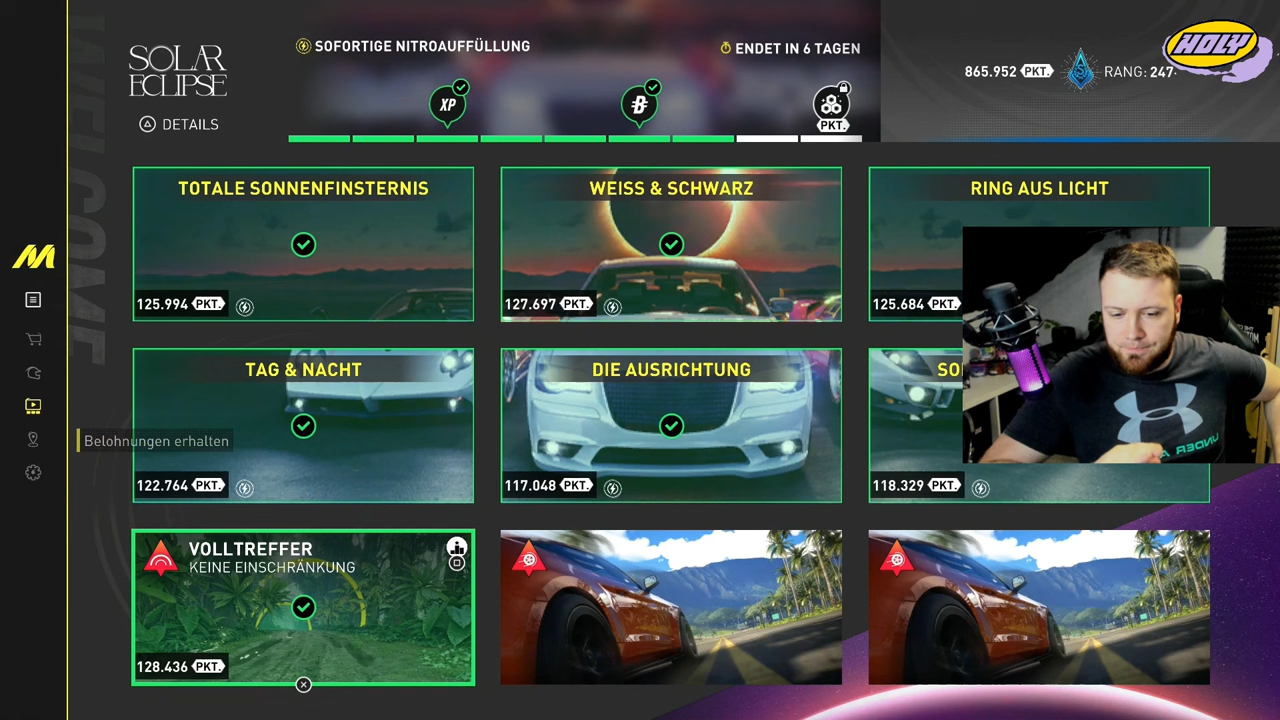 SOLAR
ECLIPSE
DETAILS
SOFORTIGE NITROAUFFÜLLUNG
ENDET IN 6 TAGEN
XP
PKT.
865.952 PKT.
RANG: 247
HOLY
WELCOME
TOTALE SONNENFINSTERNIS
125.994 PKT.
WEISS & SCHWARZ
127.697 PKT.
RING AUS LICHT
125.684 PKT.
TAG & NACHT
122.764 PKT.
DIE AUSRICHTUNG
117.048 PKT.
118.329 PKT.
Belohnungen erhalten
UNDER
VOLLTREFFER
KEINE EINSCHRÄNKUNG
128.436 PKT.